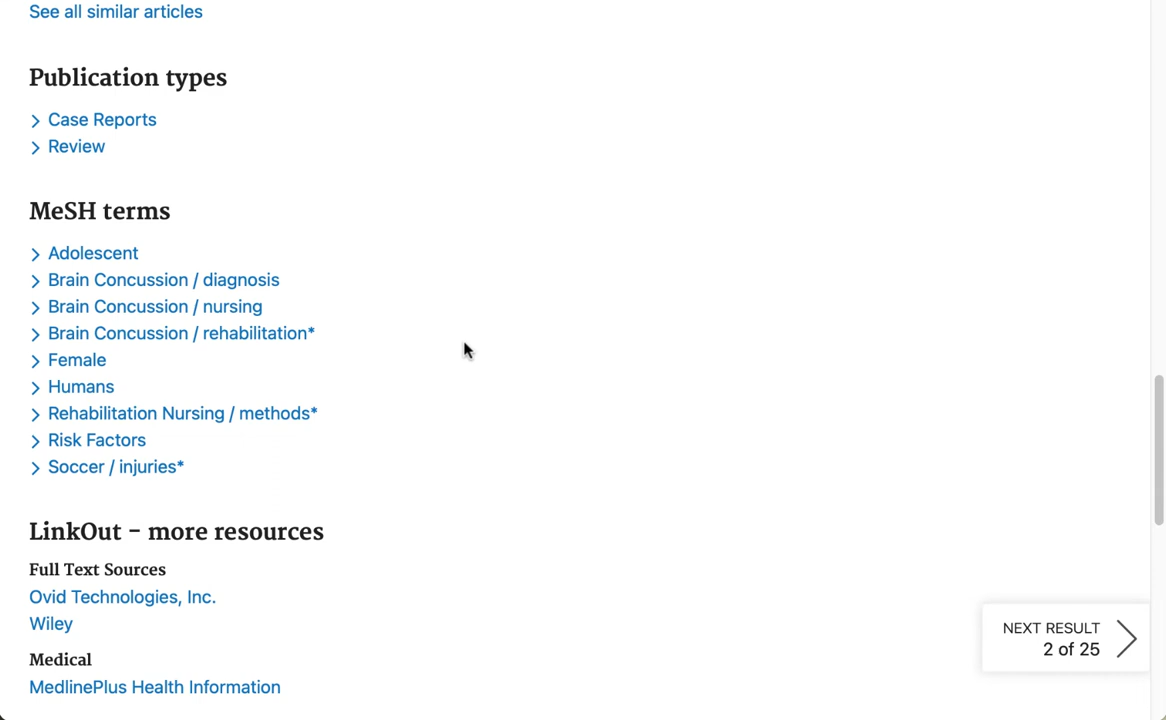 See all similar articles
Publication types
Case Reports
Review
MeSH terms
Adolescent
Brain Concussion / diagnosis
Brain Concussion / nursing
Brain Concussion / rehabilitation*
Female
Humans
Rehabilitation Nursing / methods*
Risk Factors
Soccer / injuries*
LinkOut – more resources
Full Text Sources
Ovid Technologies, Inc.
Wiley
Medical
MedlinePlus Health Information
NEXT RESULT
2 of 25